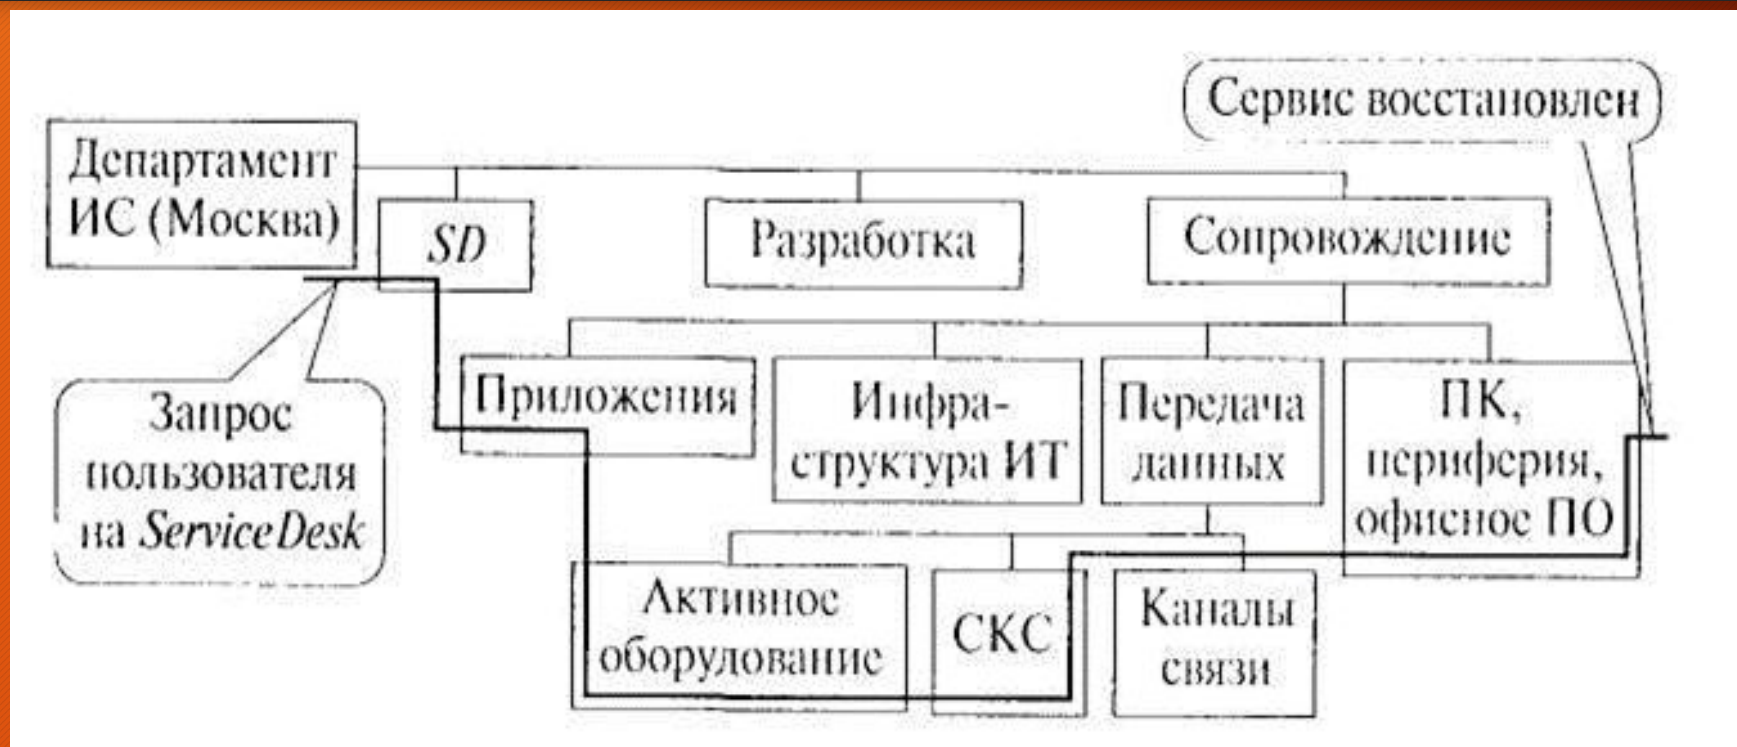 Сервис восстановлен
Департамент
ИС (Москва)
SD
Разработка
Сопровождение
Запрос
пользователя
на ServiceDesk
Приложения
Инфра-
структура ИТ
Передача
данных
ПК,
периферия,
офисное ПО
Активное
оборудование
СКС
Каналы
связи